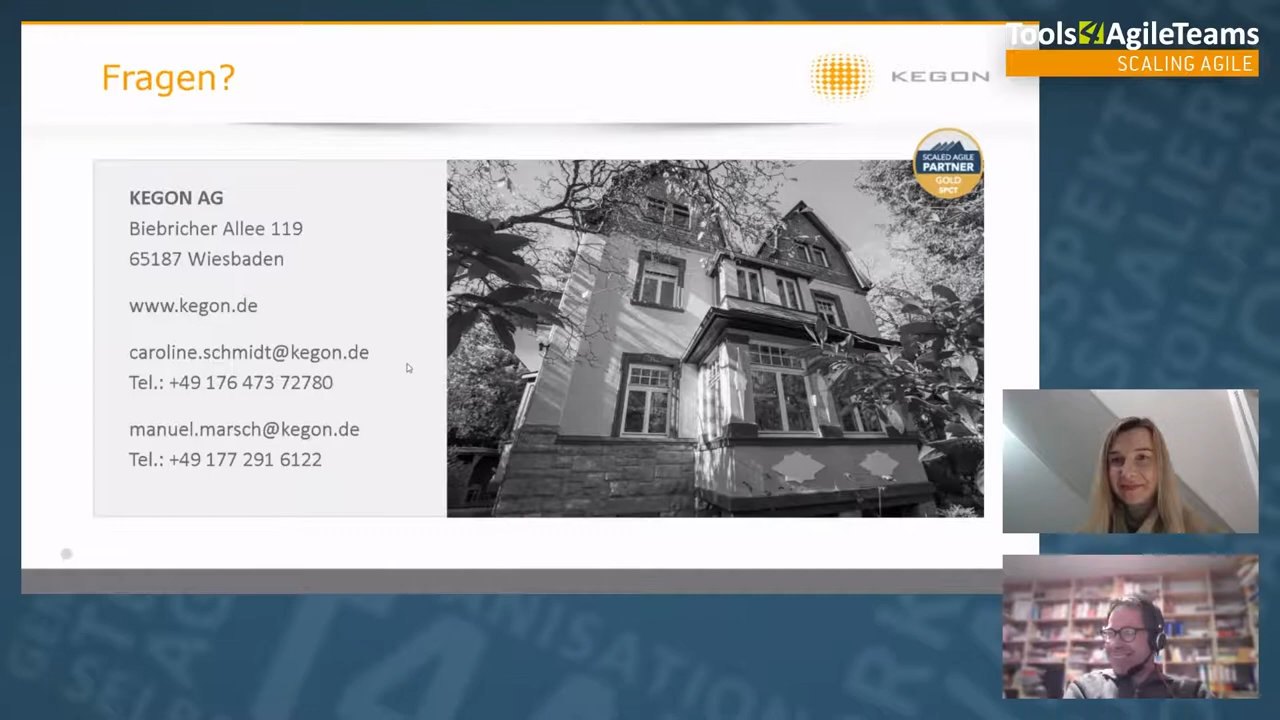 Fragen?
KEGON
Tools4AgileTeams
SCALING AGILE
SCALED AGILE
PARTNER
GOLD
SPCT
KEGON AG
Biebricher Allee 119
65187 Wiesbaden
www.kegon.de
caroline.schmidt@kegon.de
Tel.: +49 176 473 72780
manuel.marsch@kegon.de
Tel.: +49 177 291 6122